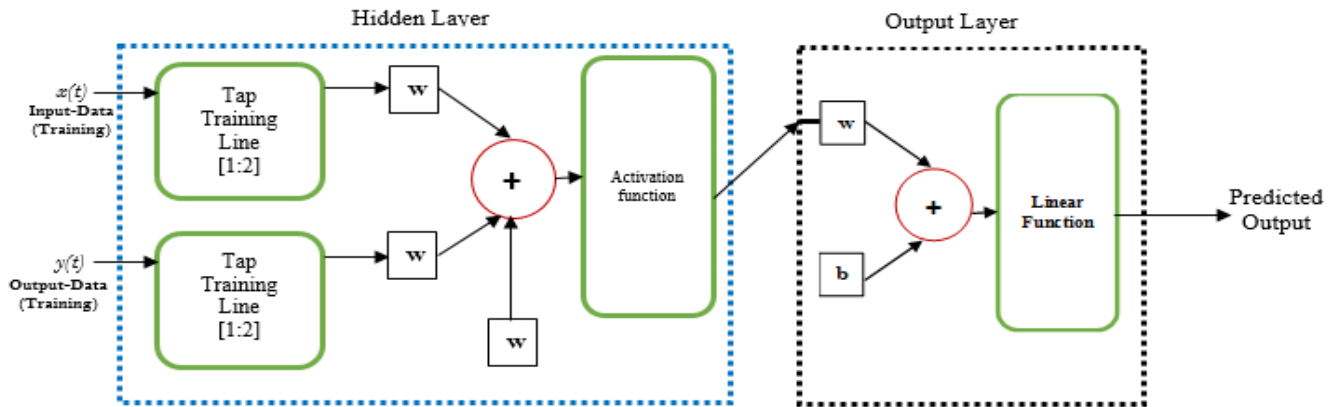 Hidden Layer
Output Layer
x(t)
Input-Data
(Training)
Tap
Training
Line
[1:2]
w
y(t)
Output-Data
(Training)
Tap
Training
Line
[1:2]
w
w
+
Activation
function
w
b
+
Linear
Function
Predicted
Output